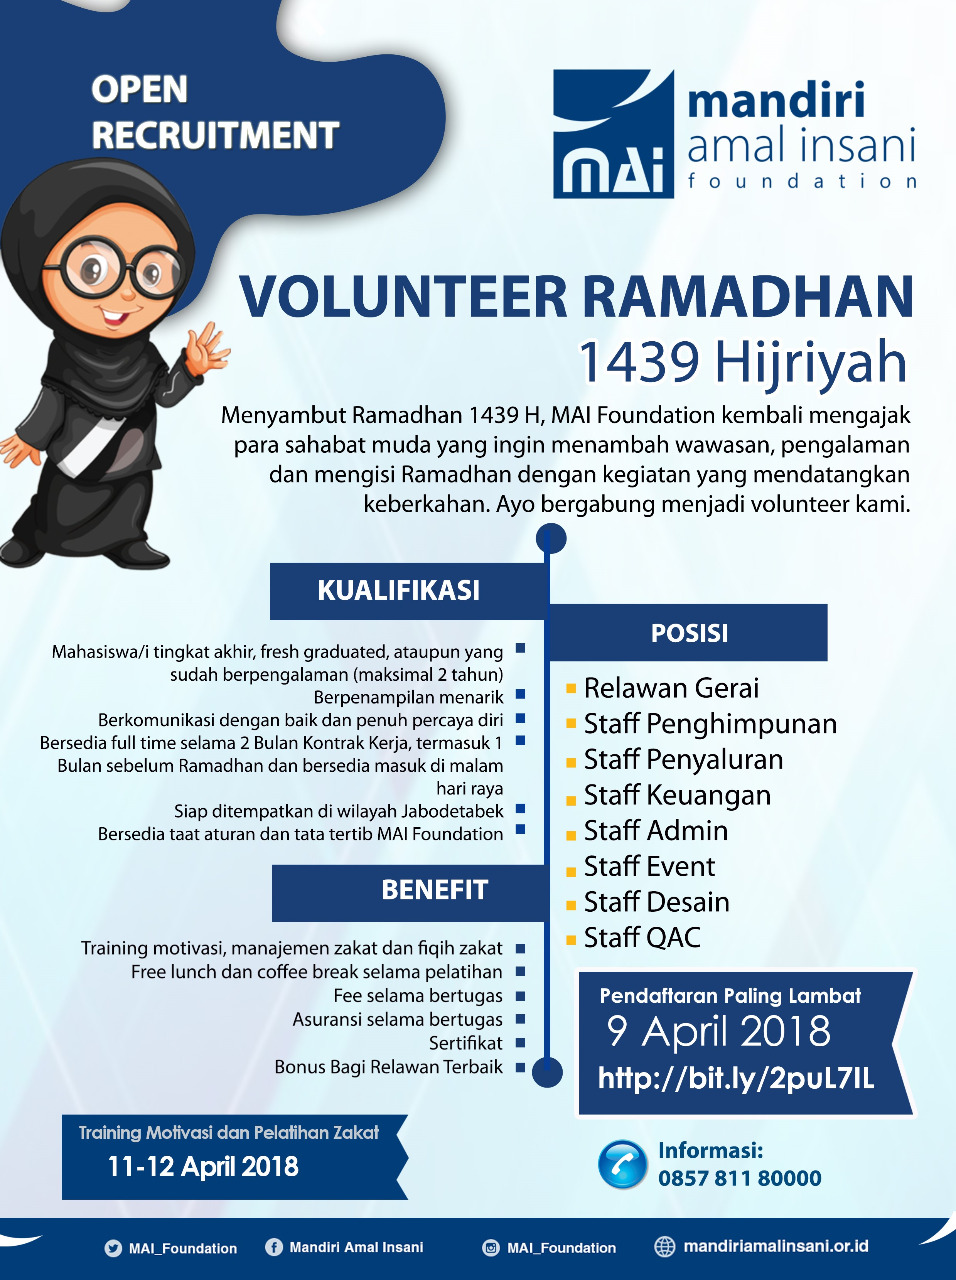 OPEN
RECRUITMENT
MAi
mandiri
amal insani
foundation
VOLUNTEER RAMADHAN
1439 Hijriyah
Menyambut Ramadhan 1439 H, MAI Foundation kembali mengajak
para sahabat muda yang ingin menambah wawasan, pengalaman
dan mengisi Ramadhan dengan kegiatan yang mendatangkan
keberkahan. Ayo bergabung menjadi volunteer kami.
KUALIFIKASI
Mahasiswa/i tingkat akhir, fresh graduated, ataupun yang
sudah berpengalaman (maksimal 2 tahun)
Berpenampilan menarik
Berkomunikasi dengan baik dan penuh percaya diri
Bersedia full time selama 2 Bulan Kontrak Kerja, termasuk 1
Bulan sebelum Ramadhan dan bersedia masuk di malam
hari raya
Siap ditempatkan di wilayah Jabodetabek
Bersedia taat aturan dan tata tertib MAI Foundation
POSISI
Relawan Gerai
Staff Penghimpunan
Staff Penyaluran
Staff Keuangan
Staff Admin
Staff Event
Staff Desain
Staff QAC
BENEFIT
Training motivasi, manajemen zakat dan fiqih zakat
Free lunch dan coffee break selama pelatihan
Fee selama bertugas
Asuransi selama bertugas
Sertifikat
Bonus Bagi Relawan Terbaik
Pendaftaran Paling Lambat
9 April 2018
http://bit.ly/2puL7IL
Training Motivasi dan Pelatihan Zakat
11-12 April 2018
Informasi:
0857 811 80000
MAI_Foundation
Mandiri Amal Insani
MAI_Foundation
mandiriamalinsani.or.id